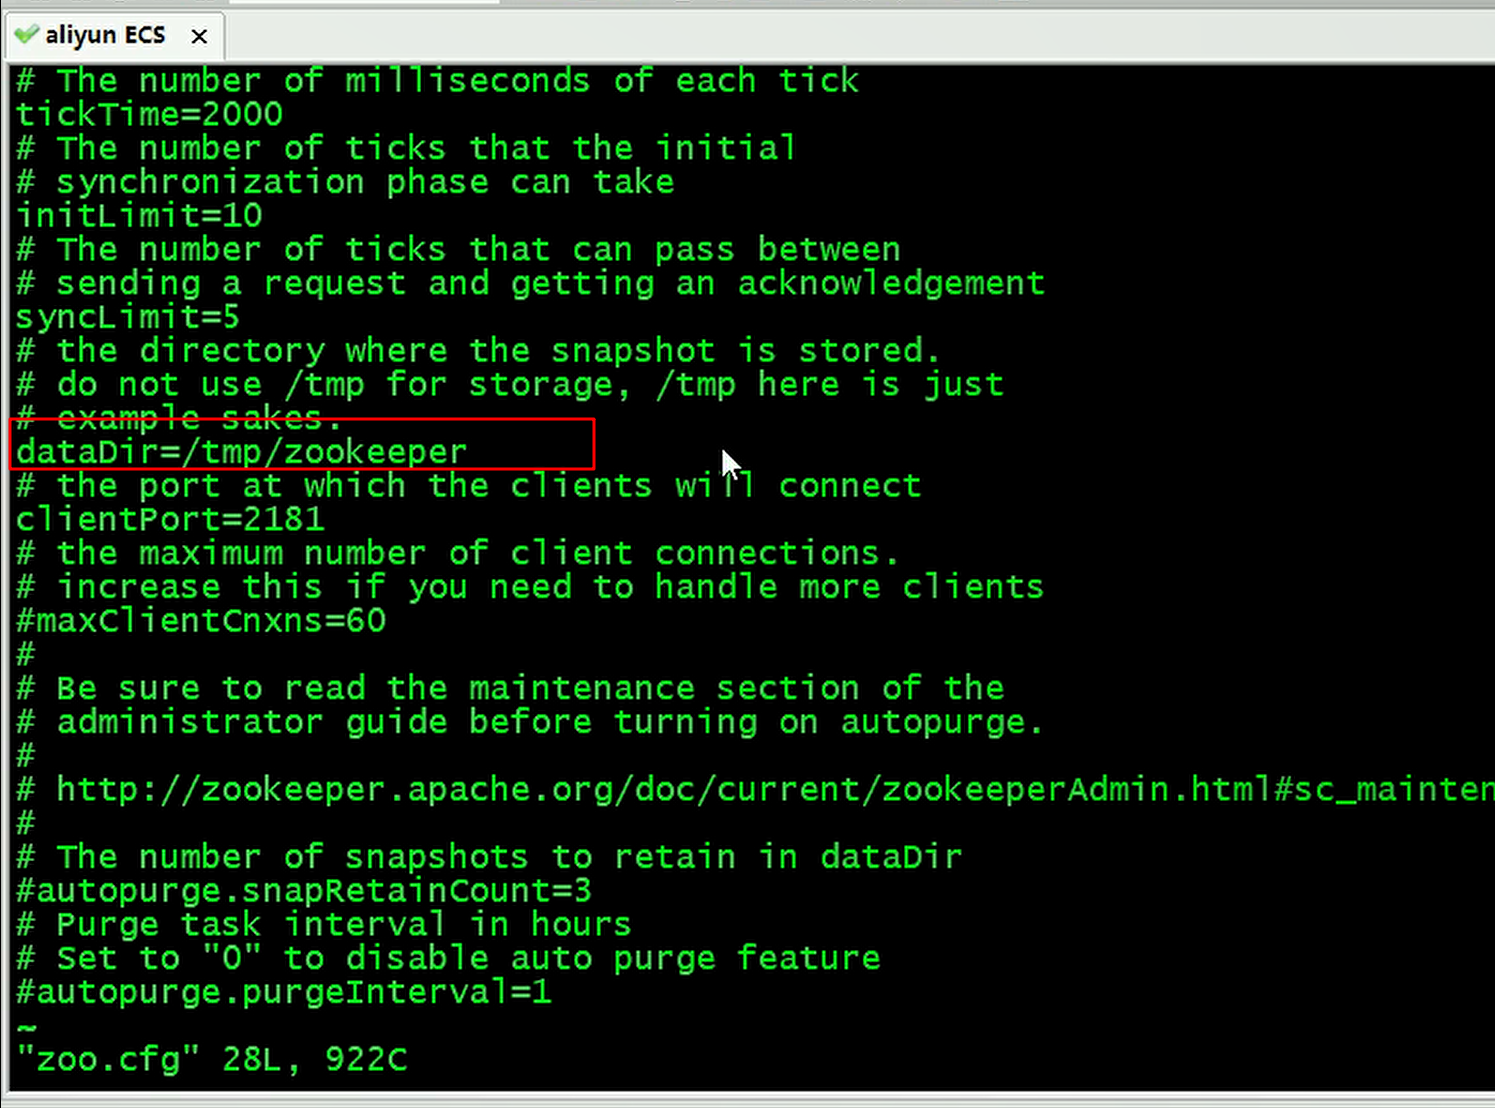 aliyun ECS
# The number of milliseconds of each tick
tickTime=2000
# The number of ticks that the initial
# synchronization phase can take
initLimit=10
# The number of ticks that can pass between
# sending a request and getting an acknowledgement
syncLimit=5
# the directory where the snapshot is stored.
# do not use /tmp for storage, /tmp here is just
# example sakes.
dataDir=/tmp/zookeeper
# the port at which the clients will connect
clientPort=2181
# the maximum number of client connections.
# increase this if you need to handle more clients
#maxClientCnxns=60
#
# Be sure to read the maintenance section of the
# administrator guide before turning on autopurge.
#
# http://zookeeper.apache.org/doc/current/zookeeperAdmin.html#sc_mainten
#
# The number of snapshots to retain in dataDir
#autopurge.snapRetainCount=3
# Purge task interval in hours
# Set to "0" to disable auto purge feature
#autopurge.purgeInterval=1
~
"zoo.cfg" 28L, 922C